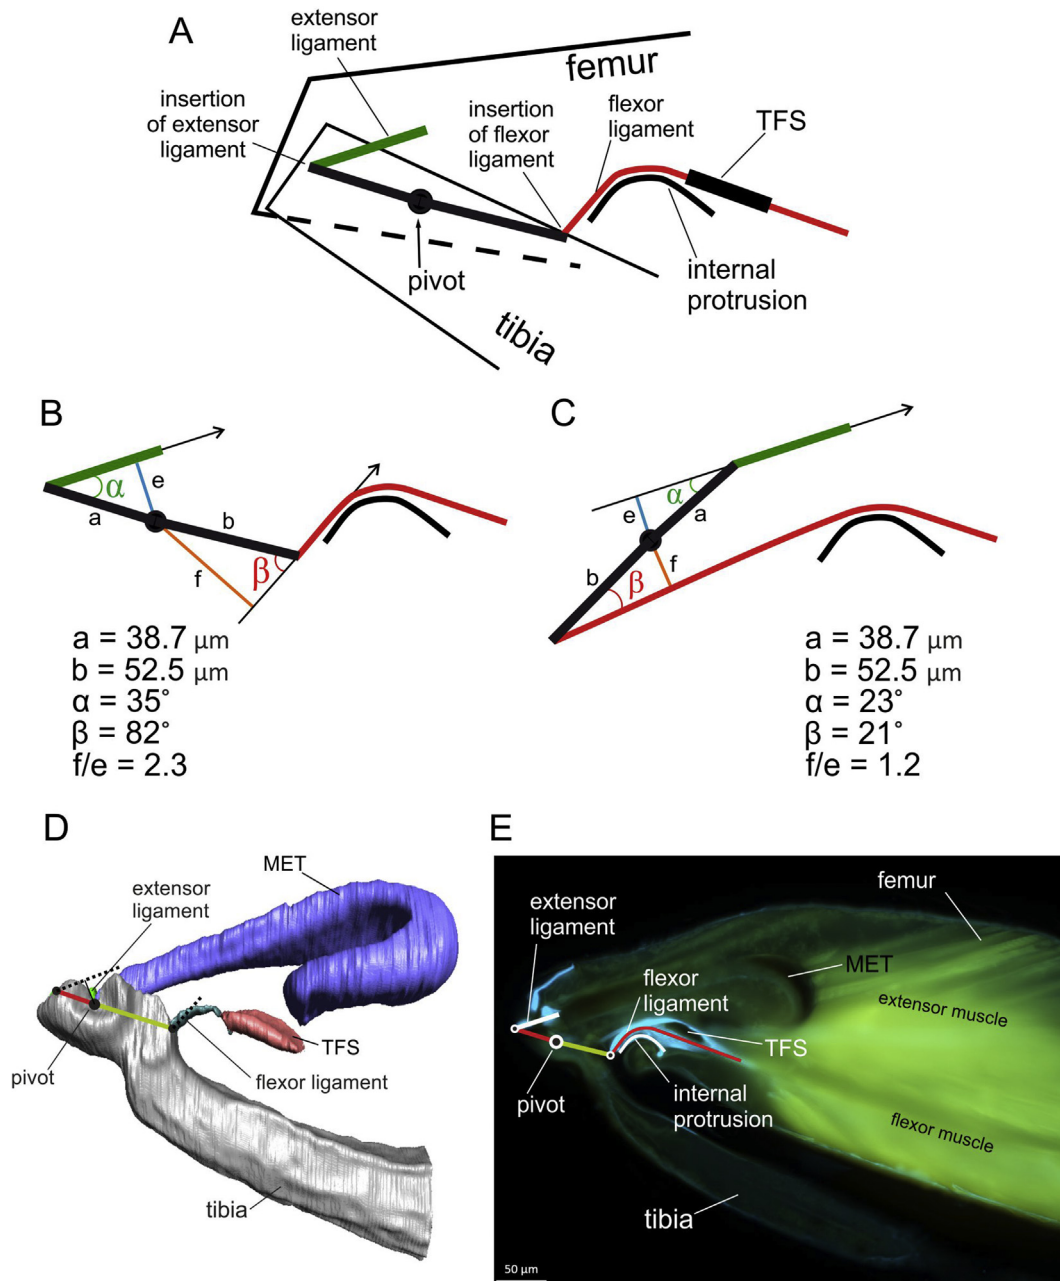 A
extensor
ligament
femur
insertion
of extensor
ligament
insertion
of flexor
ligament
flexor
ligament
TFS
pivot
internal
protrusion
tibia
B
α
e
a
b
f
β
a = 38.7 μm
b = 52.5 μm
α = 35°
β = 82°
f/e = 2.3
C
α
e
a
b
β
f
a = 38.7 μm
b = 52.5 μm
α = 23°
β = 21°
f/e = 1.2
D
MET
extensor
ligament
TFS
pivot
flexor ligament
tibia
E
femur
extensor
ligament
MET
flexor
ligament
extensor muscle
TFS
pivot
internal
protrusion
flexor muscle
tibia
50 μm